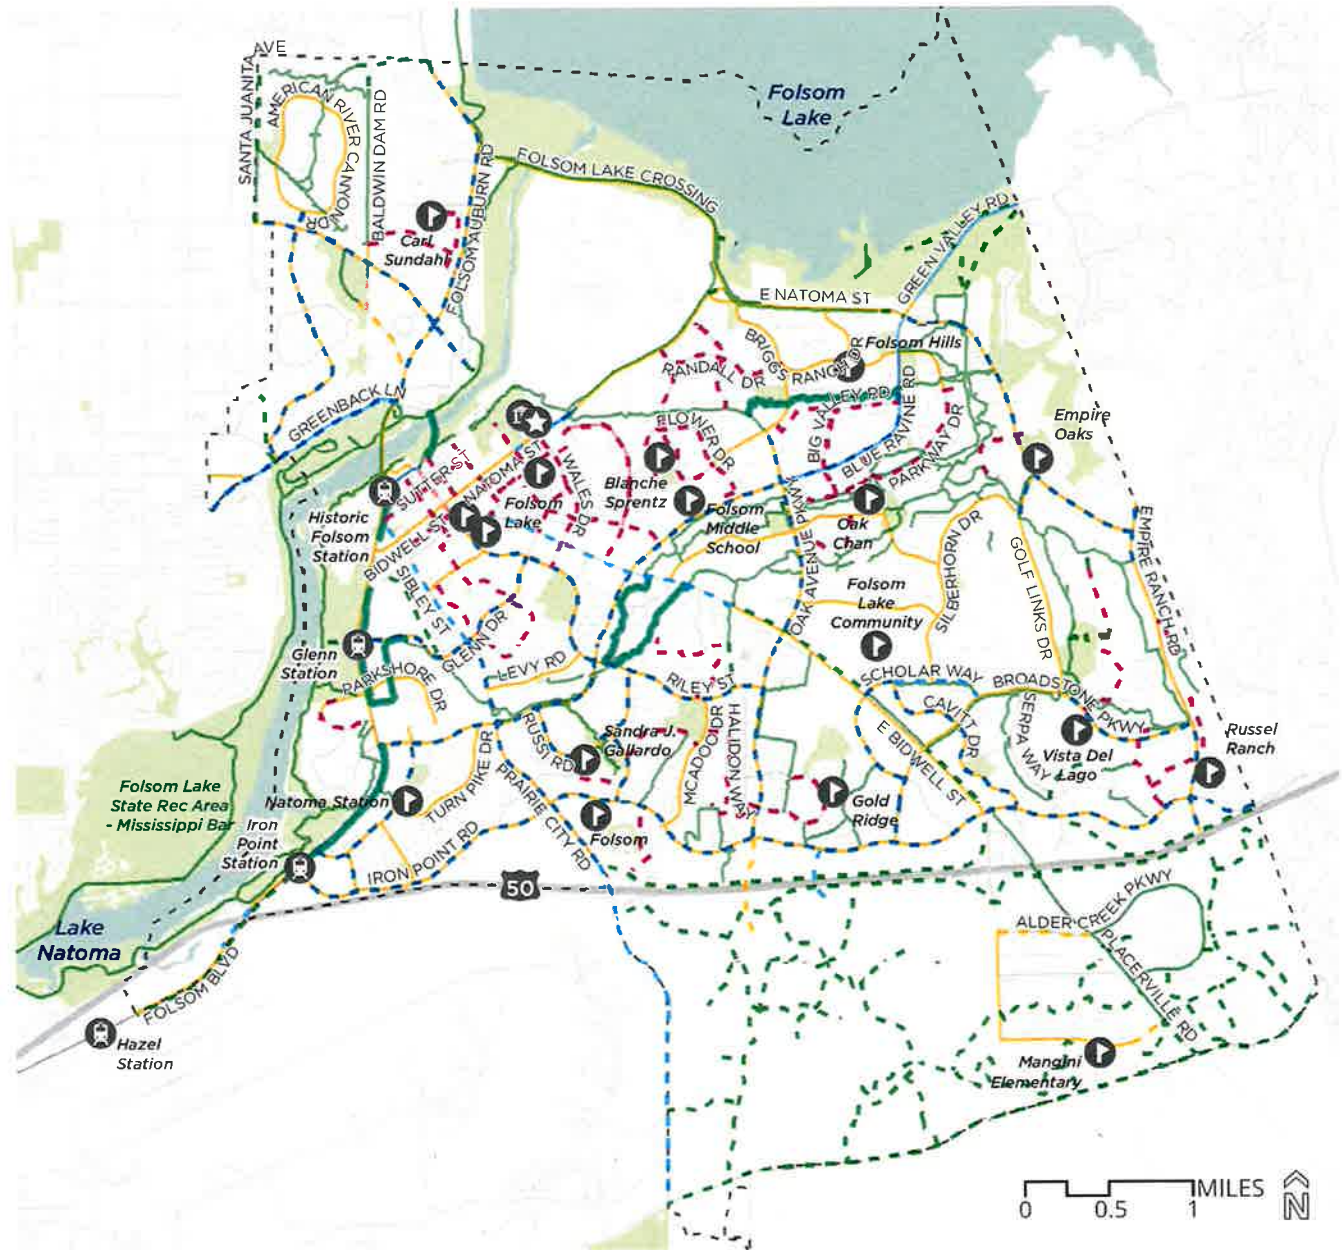 AVE
SANTA JUANITA
AMERICAN RIVER CANYON
DR
BALDWIN DAM RD
Folsom
Lake
FOLSOM LAKE CROSSING
FOLSOM AUBURN RD
Carl
Sundahl
GREEN VALLEY RD
E NATOMA ST
BRIGGS RANCH DR
Folsom Hills
RANDALL DR
GREENBACK LN
BIG VALLEY RD
FLOWER DR
BLUE RAVINE RD
PARKWAY DR
Empire
Oaks
SUTTER ST
NATOMA ST
WALES DR
Folsom
Lake
Blanche
Sprentz
Folsom
Middle
School
Oak
Chan
OAK AVENUE PKWY
Historic
Folsom
Station
BIDWELL ST
SIBLEY ST
SILBERHORN DR
GOLF LINKS DR
EMPIRE RANCH RD
Folsom
Lake
Community
Glenn
Station
GLENN DR
LEVY RD
PARKSHORE DR
RILEY ST
SCHOLAR WAY
BROADSTONE PKWY
CAVITT DR
SERPA WAY
E BIDWELL ST
Vista Del
Lago
Russel
Ranch
RUSSI RD
Sandra J.
Gallardo
MCADOO DR
HALIDON WAY
Folsom Lake
State Rec Area
- Mississippi Bar
Natoma Station
TURN PIKE DR
PRAIRIE CITY RD
Gold
Ridge
Folsom
Iron
Point
Station
IRON POINT RD
50
Lake
Natoma
ALDER CREEK PKWY
PLACERVILLE RD
FOLSOM BLVD
Hazel
Station
Mangini
Elementary
MILES
0 0.5 1
N